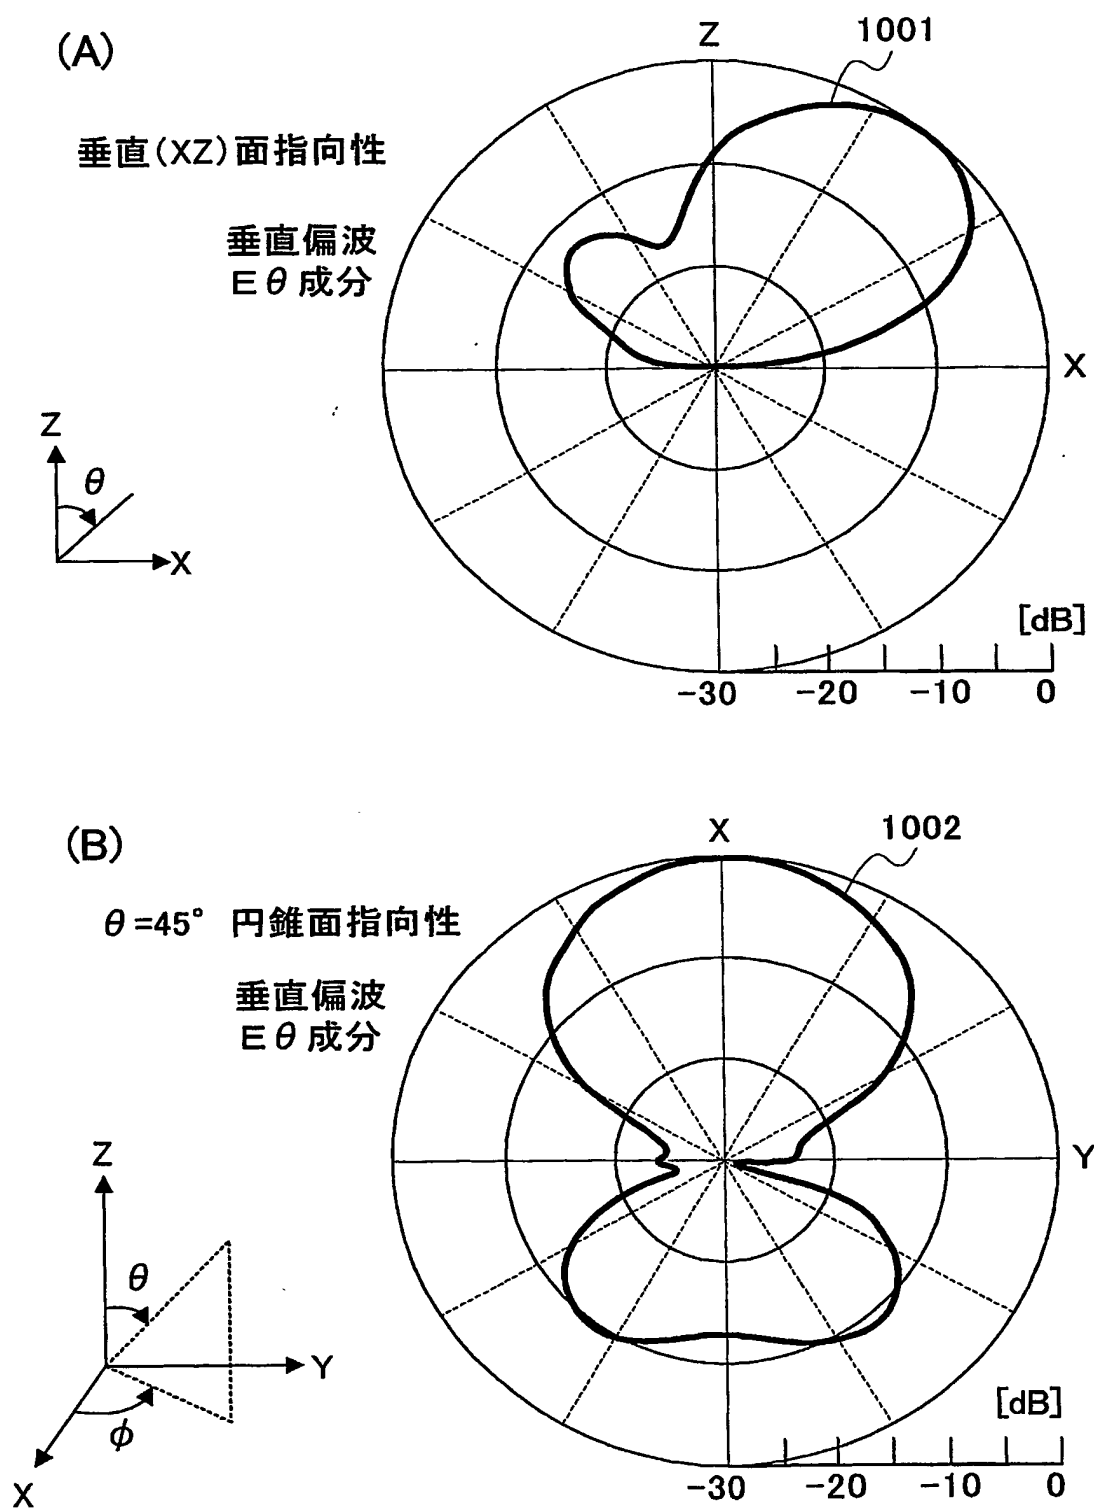 (A)
Z
1001
垂直(XZ)面指向性
垂直偏波
Eθ成分
X
Z
θ
X
[dB]
-30 -20 -10 0
(B)
X
1002
θ=45° 円錐面指向性
垂直偏波
Eθ成分
Y
Z
θ
Y
φ
X
[dB]
-30 -20 -10 0